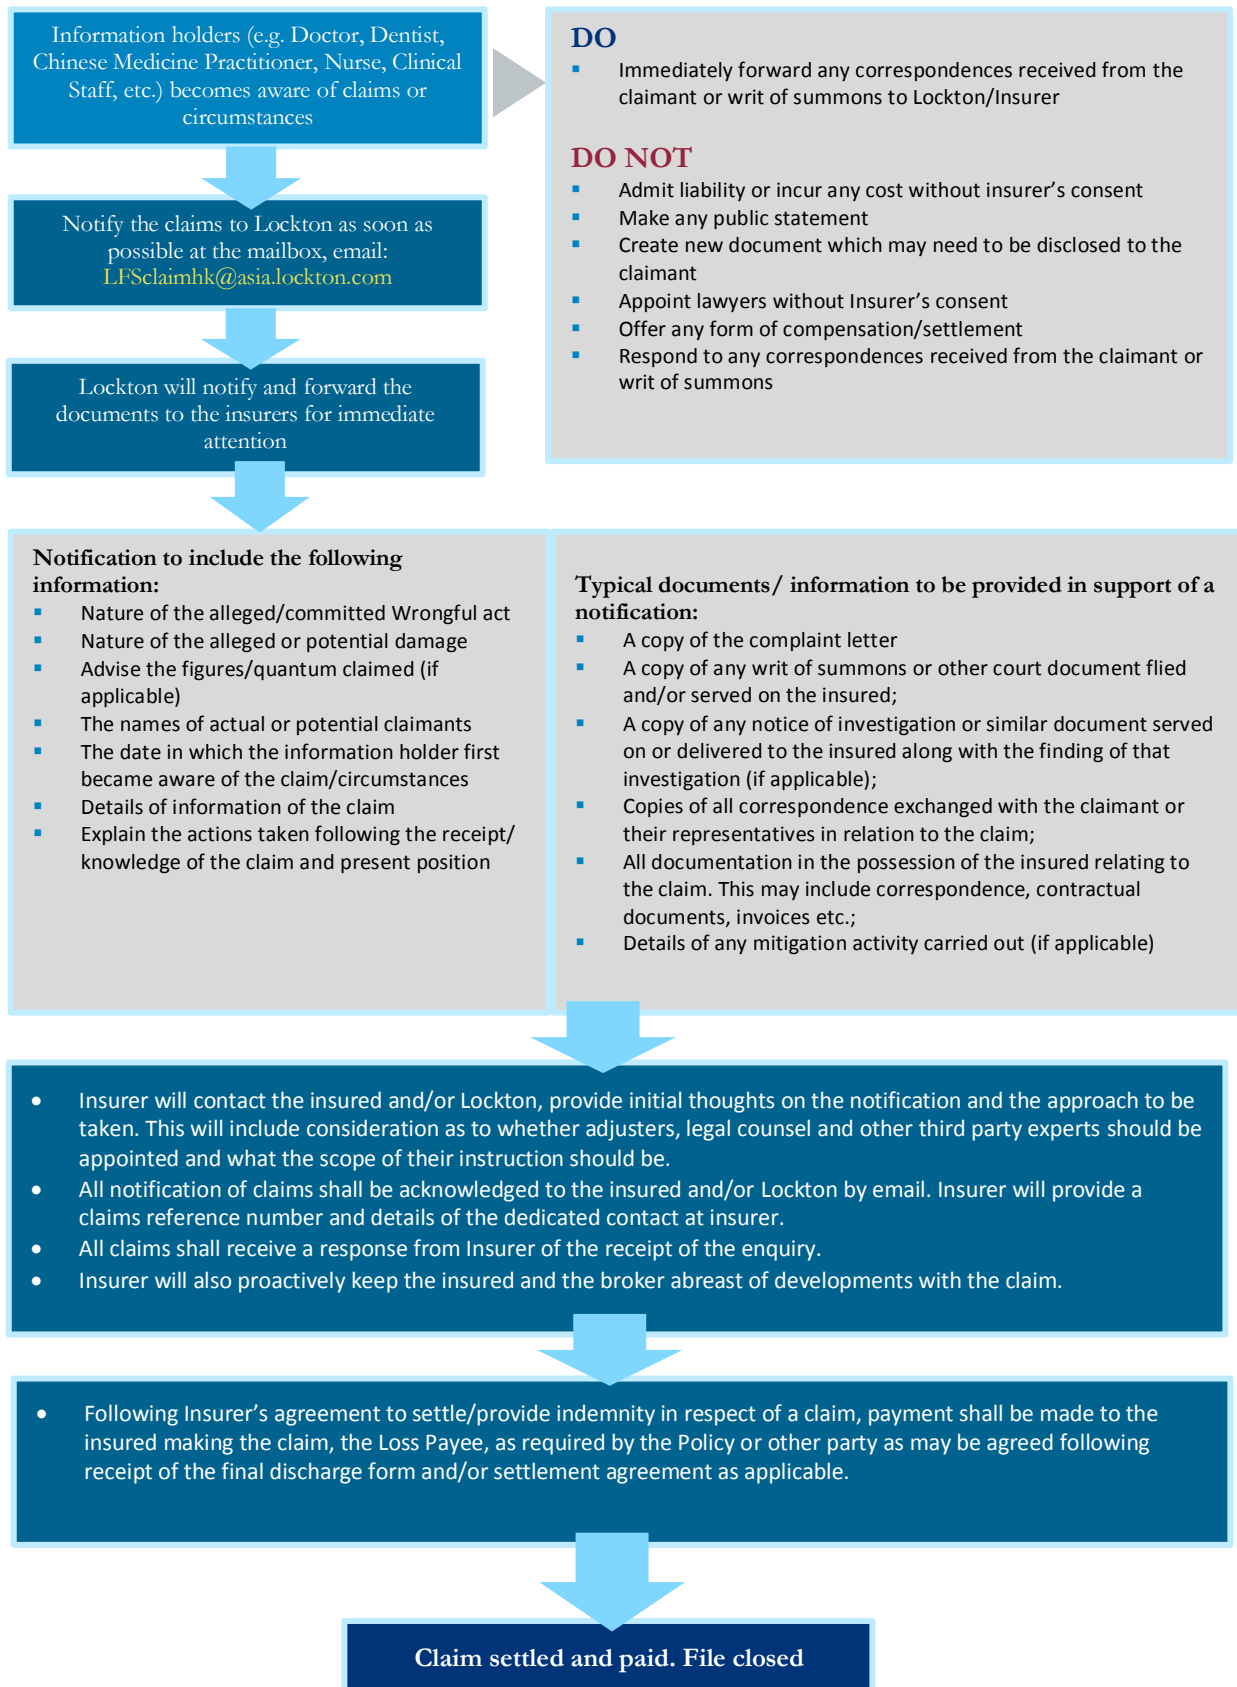 Information holders (e.g. Doctor, Dentist,
Chinese Medicine Practitioner, Nurse, Clinical
Staff, etc.) becomes aware of claims or
circumstances
DO
▪ Immediately forward any correspondences received from the
claimant or writ of summons to Lockton/Insurer
DO NOT
▪ Admit liability or incur any cost without insurer’s consent
▪ Make any public statement
▪ Create new document which may need to be disclosed to the
claimant
▪ Appoint lawyers without Insurer’s consent
▪ Offer any form of compensation/settlement
▪ Respond to any correspondences received from the claimant or
writ of summons
Notify the claims to Lockton as soon as
possible at the mailbox, email:
LFSclaimhk@asia.lockton.com
Lockton will notify and forward the
documents to the insurers for immediate
attention
Notification to include the following
information:
▪ Nature of the alleged/committed Wrongful act
▪ Nature of the alleged or potential damage
▪ Advise the figures/quantum claimed (if
applicable)
▪ The names of actual or potential claimants
▪ The date in which the information holder first
became aware of the claim/circumstances
▪ Details of information of the claim
▪ Explain the actions taken following the receipt/
knowledge of the claim and present position
Typical documents/ information to be provided in support of a
notification:
▪ A copy of the complaint letter
▪ A copy of any writ of summons or other court document flied
and/or served on the insured;
▪ A copy of any notice of investigation or similar document served
on or delivered to the insured along with the finding of that
investigation (if applicable);
▪ Copies of all correspondence exchanged with the claimant or
their representatives in relation to the claim;
▪ All documentation in the possession of the insured relating to
the claim. This may include correspondence, contractual
documents, invoices etc.;
▪ Details of any mitigation activity carried out (if applicable)
• Insurer will contact the insured and/or Lockton, provide initial thoughts on the notification and the approach to be
taken. This will include consideration as to whether adjusters, legal counsel and other third party experts should be
appointed and what the scope of their instruction should be.
• All notification of claims shall be acknowledged to the insured and/or Lockton by email. Insurer will provide a
claims reference number and details of the dedicated contact at insurer.
• All claims shall receive a response from Insurer of the receipt of the enquiry.
• Insurer will also proactively keep the insured and the broker abreast of developments with the claim.
• Following Insurer’s agreement to settle/provide indemnity in respect of a claim, payment shall be made to the
insured making the claim, the Loss Payee, as required by the Policy or other party as may be agreed following
receipt of the final discharge form and/or settlement agreement as applicable.
Claim settled and paid. File closed